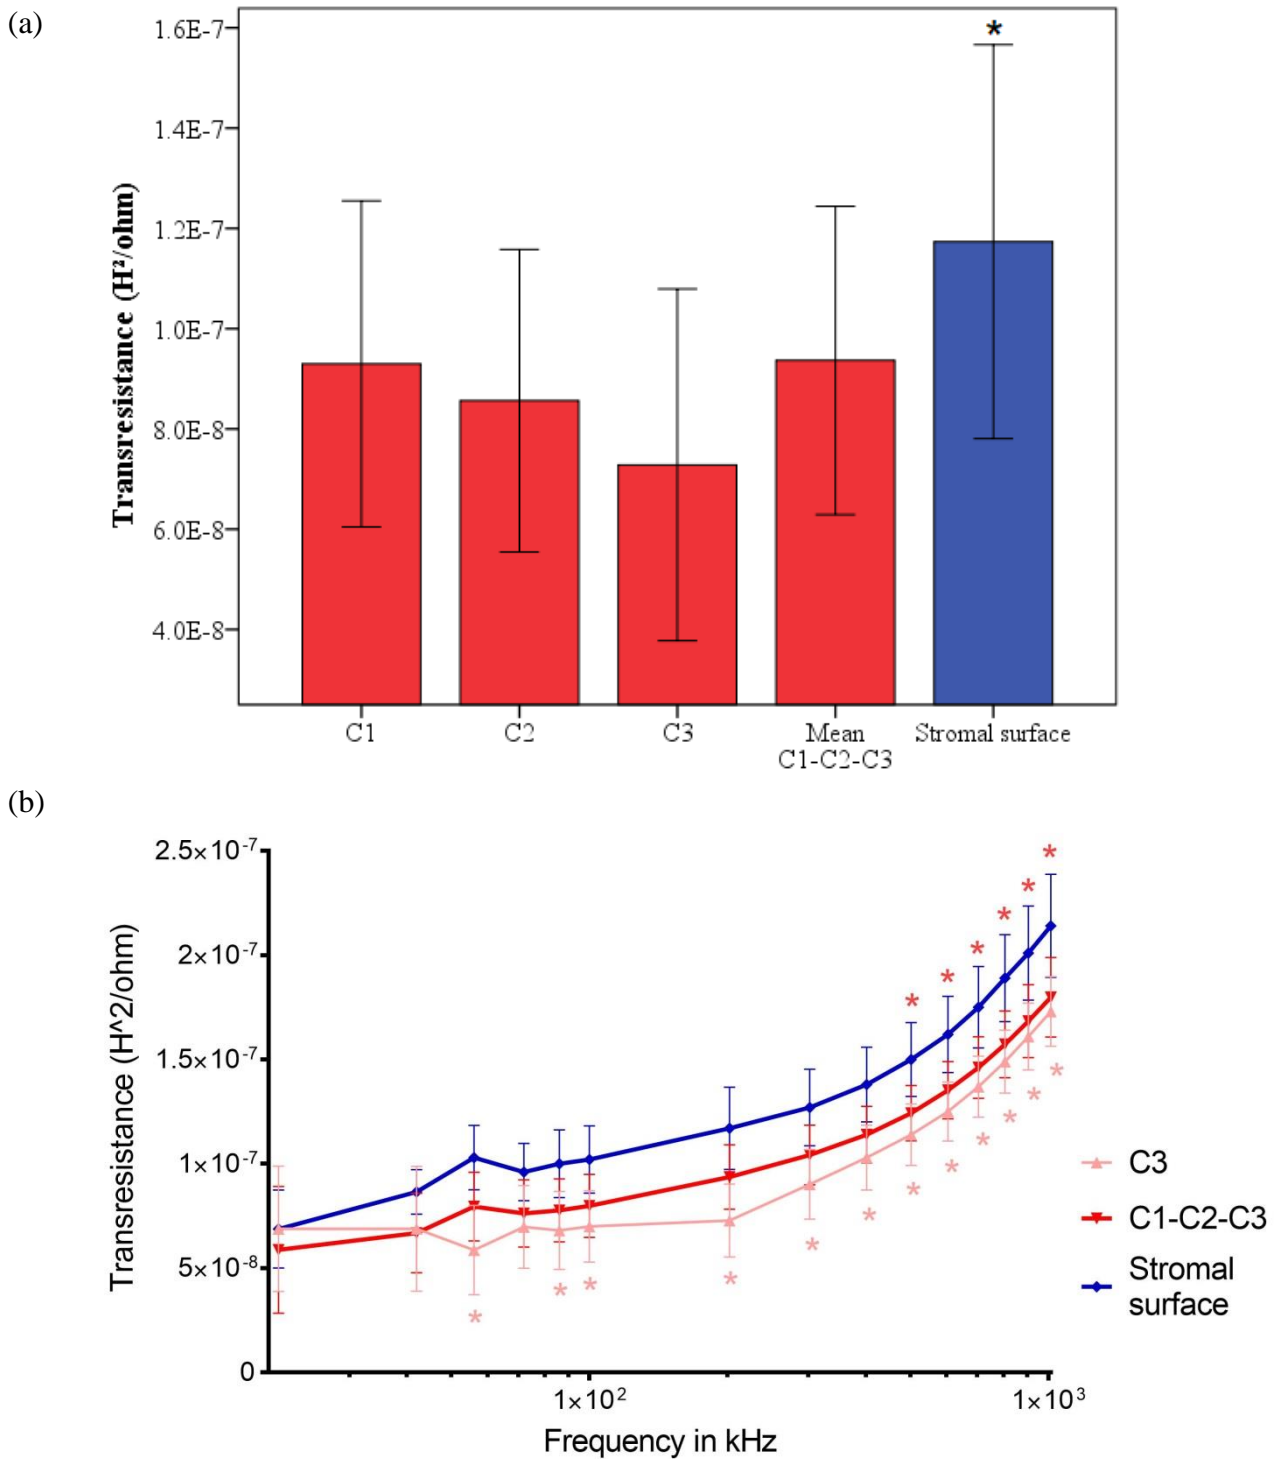 (a)
*
1.6E-7
1.4E-7
1.2E-7
1.0E-7
8.0E-8
6.0E-8
4.0E-8
Transresistance (H²/ohm)
C1
C2
C3
Mean
C1-C2-C3
Stromal surface
(b)
2.5×10⁻⁷
2×10⁻⁷
1.5×10⁻⁷
1×10⁻⁷
5×10⁻⁸
0
Transresistance (H^2/ohm)
* * * * * * *
* * * * * * * * * * * *
1×10²
1×10³
Frequency in kHz
C3
C1-C2-C3
Stromal
surface